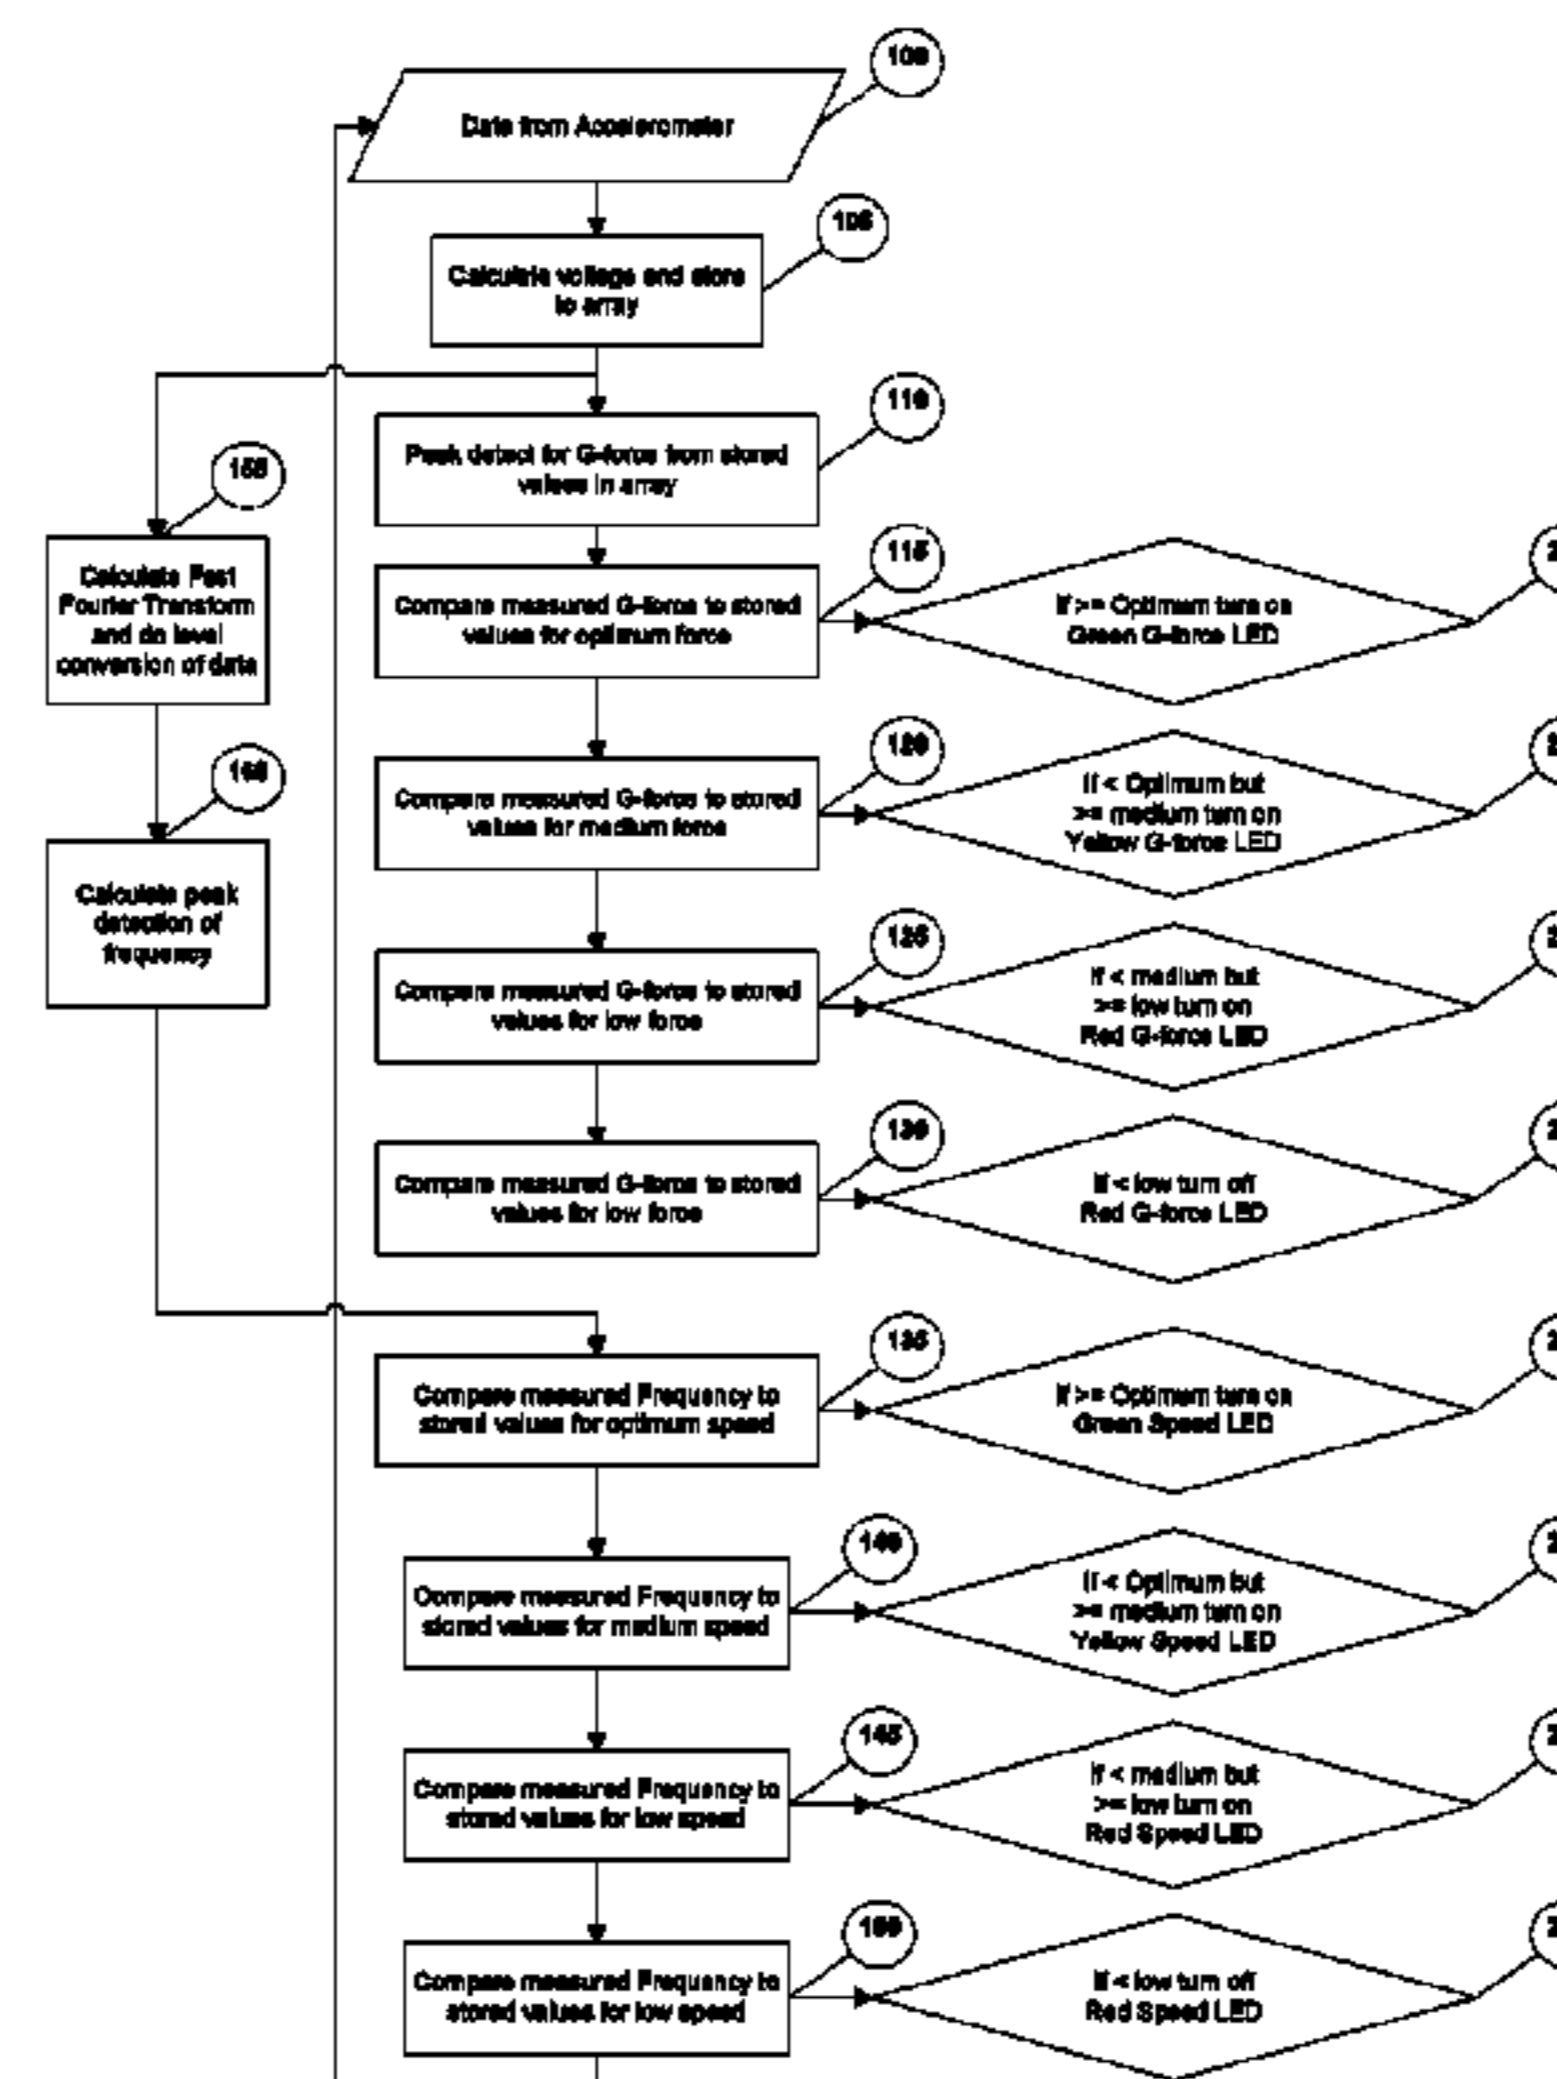 100
Data from Accelerometer
105
Calculate voltage and store
to array
110
Peak detect for G-force from stored
values in array
155
Calculate Fast
Fourier Transform
and do level
conversion of data
115
Compare measured G-force to stored
values for optimum force
If >= Optimum turn on
Green G-force LED
120
Compare measured G-force to stored
values for medium force
If < Optimum but
>= medium turn on
Yellow G-force LED
Calculate peak
detection of
frequency
125
Compare measured G-force to stored
values for low force
If < medium but
>= low turn on
Red G-force LED
130
Compare measured G-force to stored
values for low force
If < low turn off
Red G-force LED
135
Compare measured Frequency to
stored values for optimum speed
If >= Optimum turn on
Green Speed LED
140
Compare measured Frequency to
stored values for medium speed
If < Optimum but
>= medium turn on
Yellow Speed LED
145
Compare measured Frequency to
stored values for low speed
If < medium but
>= low turn on
Red Speed LED
150
Compare measured Frequency to
stored values for low speed
If < low turn off
Red Speed LED